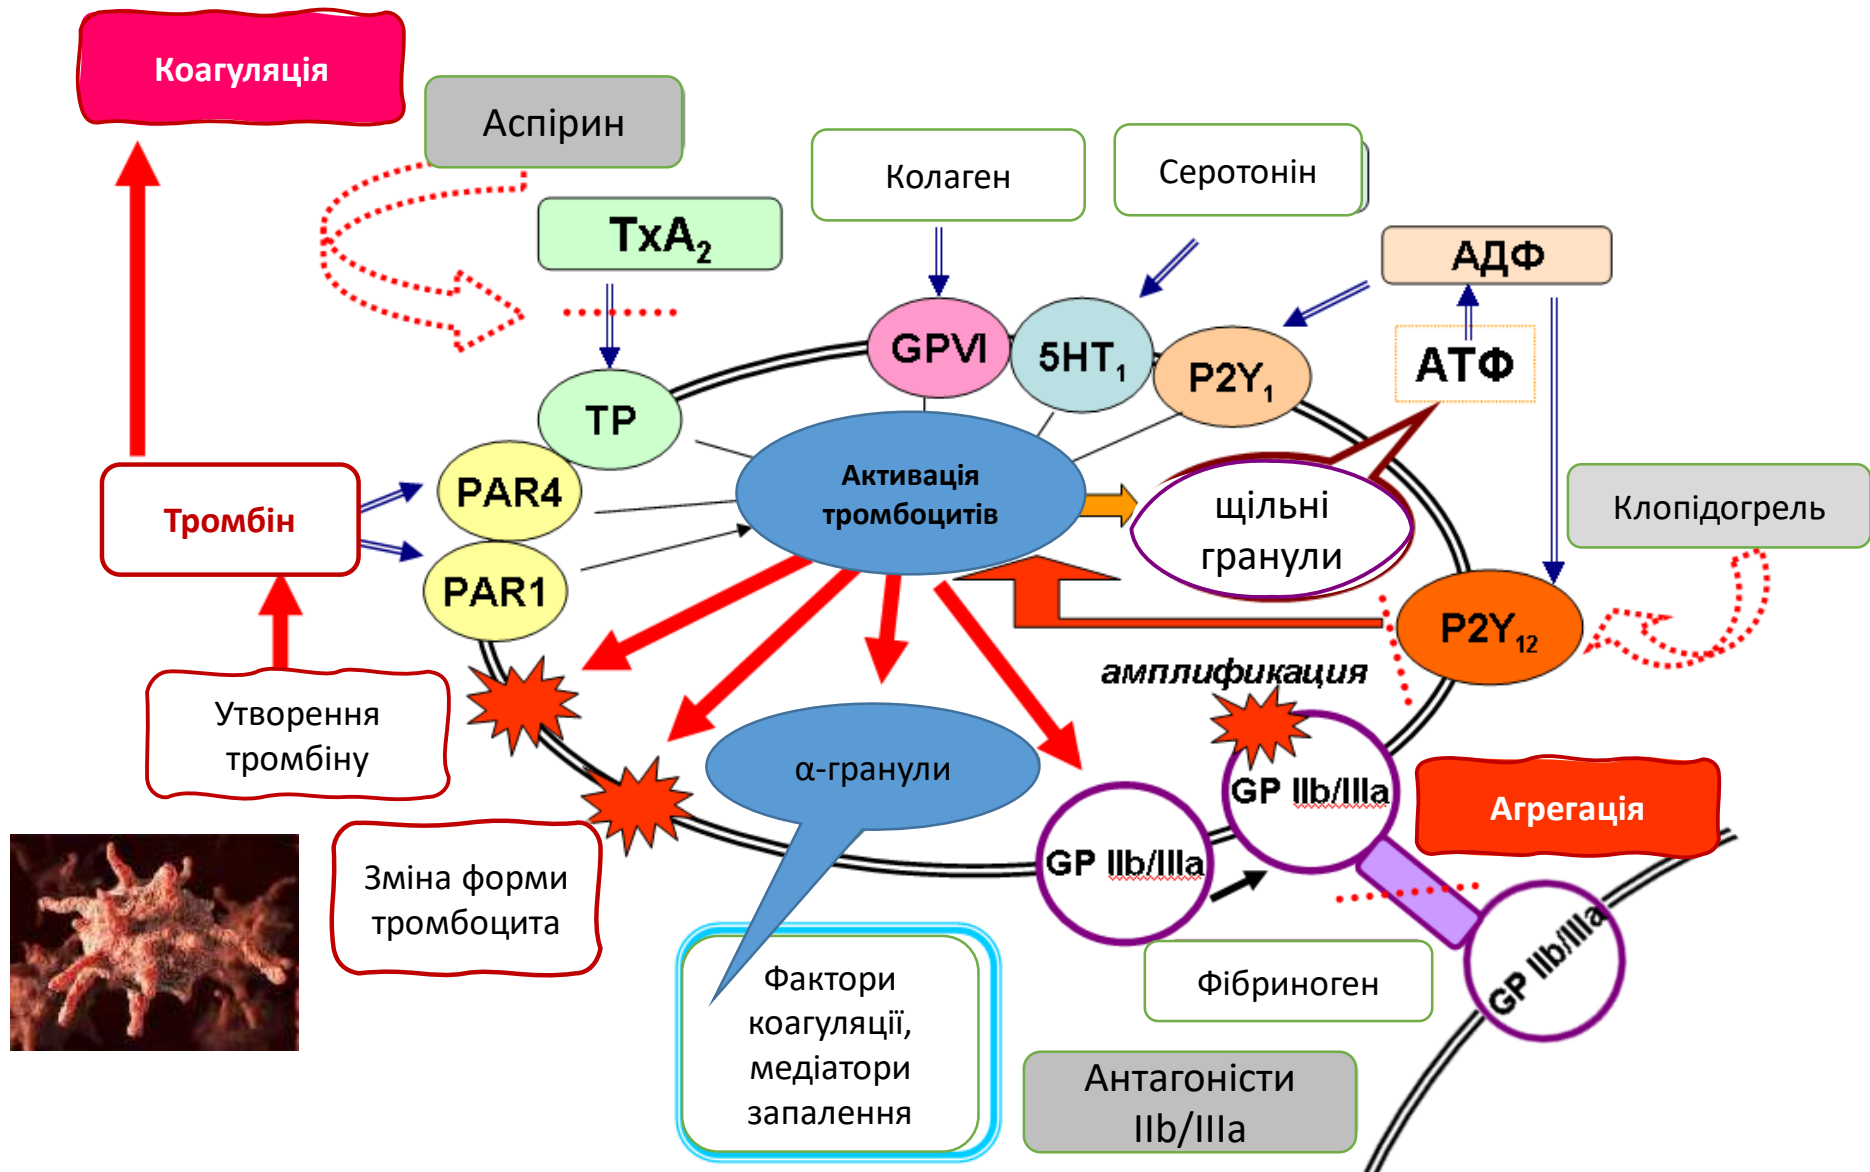 Коагуляція
Аспірин
TxA₂
Колаген
Серотонін
АДФ
АТФ
GPVI
5HT₁
P2Y₁
TP
PAR4
PAR1
Тромбін
Активація
тромбоцитів
щільні
гранули
Клопідогрель
P2Y₁₂
амплификация
Утворення
тромбіну
α-гранули
GP IIb/IIIa
GP IIb/IIIa
GP IIb/IIIa
Агрегація
Зміна форми
тромбоцита
Фактори
коагуляції,
медіатори
запалення
Фібриноген
Антагоністи
IIb/IIIa